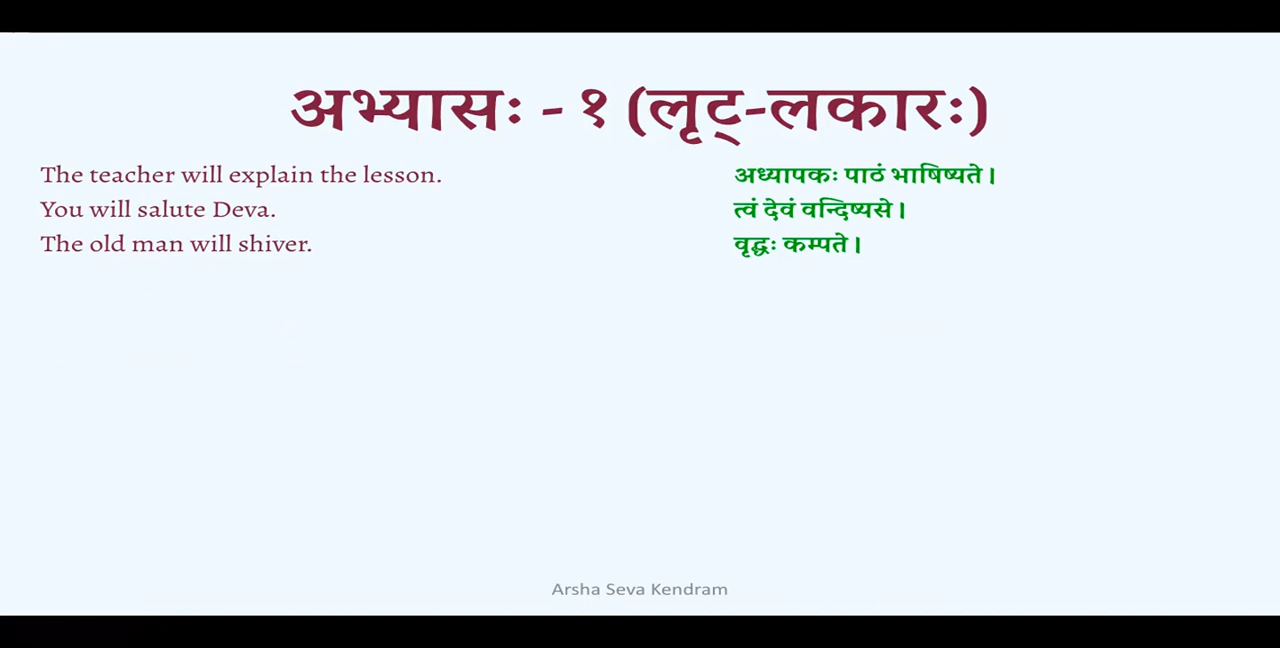 अभ्यासः - १ (लृट्-लकारः)
The teacher will explain the lesson.
अध्यापकः पाठं भाषिष्यते।
You will salute Deva.
त्वं देवं वन्दिष्यसे।
The old man will shiver.
वृद्धः कम्पते।
Arsha Seva Kendram